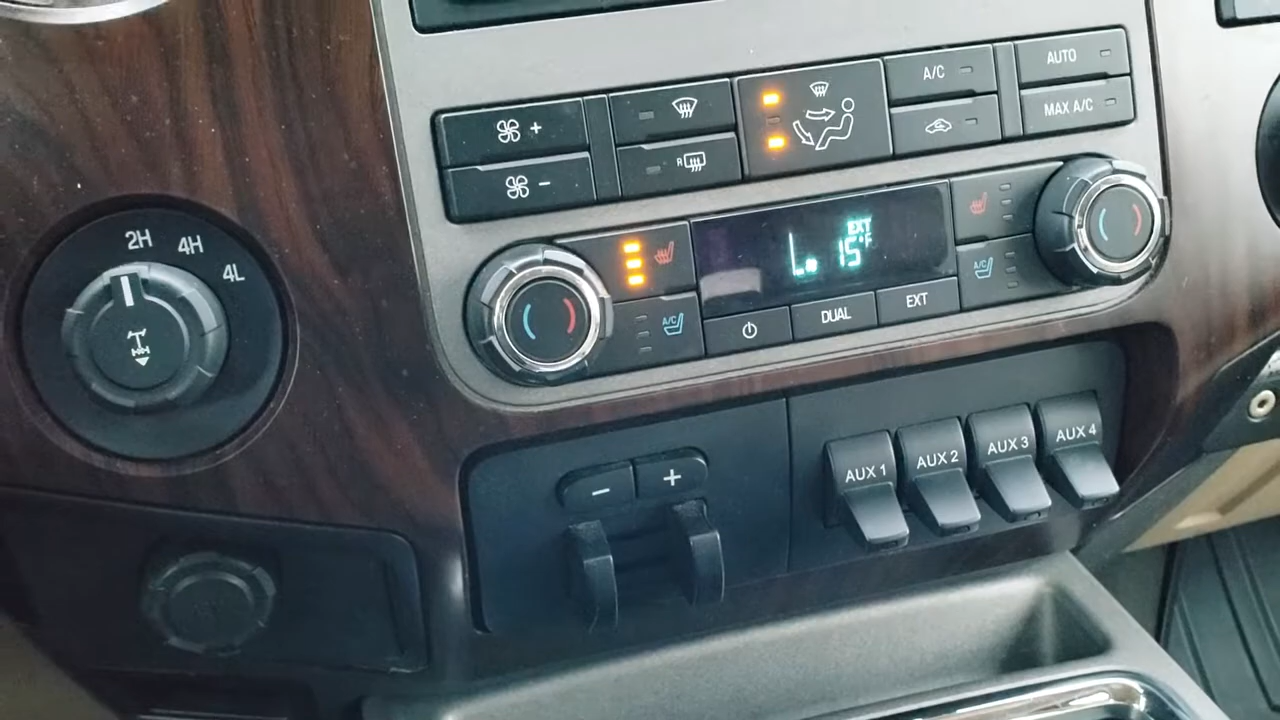 AUTO
A/C
MAX A/C
+
-
R
2H
4H
4L
EXT
15°F
A/C
A/C
DUAL
EXT
- +
AUX 1
AUX 2
AUX 3
AUX 4